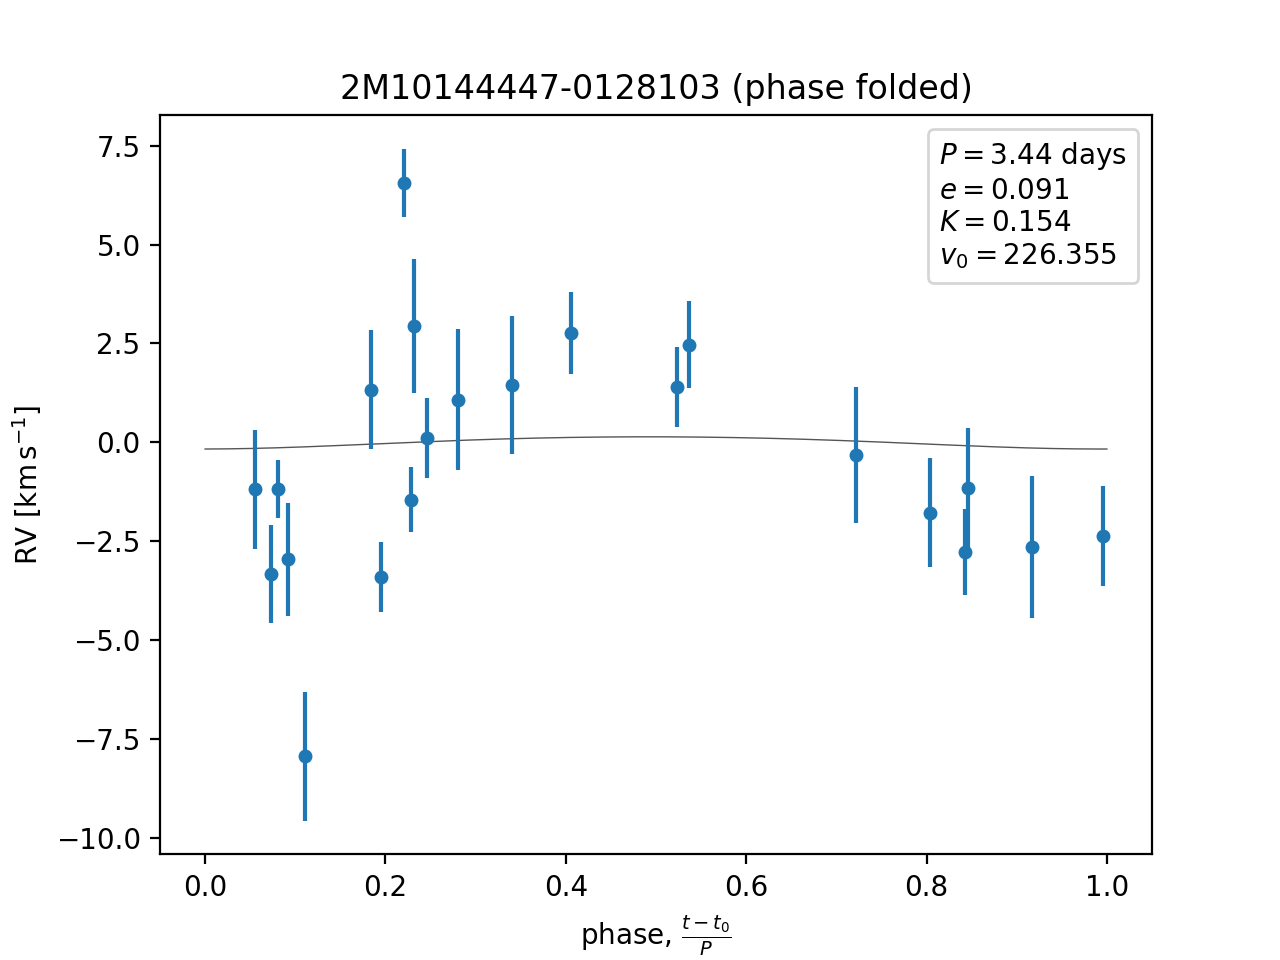 2M10144447-0128103 (phase folded)
P = 3.44 days
e = 0.091
K = 0.154
v₀ = 226.355
RV [km s⁻¹]
7.5
5.0
2.5
0.0
−2.5
−5.0
−7.5
−10.0
0.0 0.2 0.4 0.6 0.8 1.0
phase, (t − t₀)/P